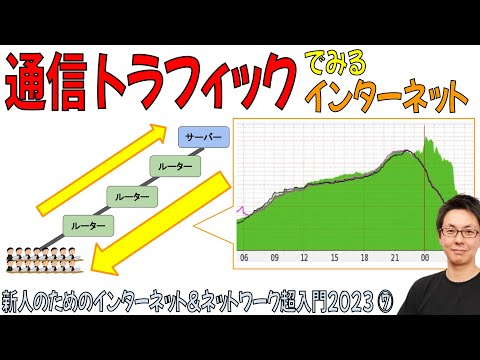 通信トラフィックでみる
インターネット
サーバー
ルーター
ルーター
ルーター
06 09 12 15 18 21 00
新人のためのインターネット&ネットワーク超入門2023 ⑦